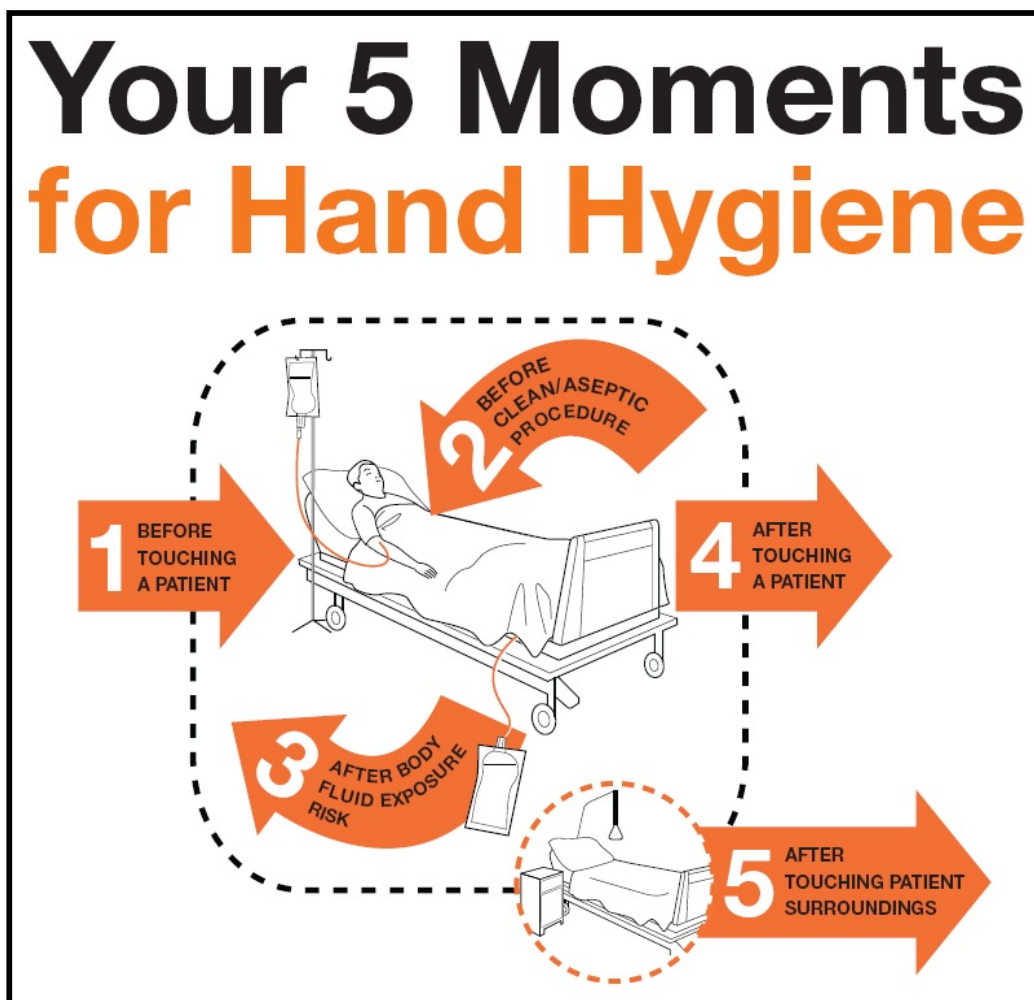 Your 5 Moments
for Hand Hygiene
1
BEFORE
TOUCHING
A PATIENT
2
BEFORE
CLEAN/ASEPTIC
PROCEDURE
3
AFTER BODY
FLUID EXPOSURE
RISK
4
AFTER
TOUCHING
A PATIENT
5
AFTER
TOUCHING PATIENT
SURROUNDINGS